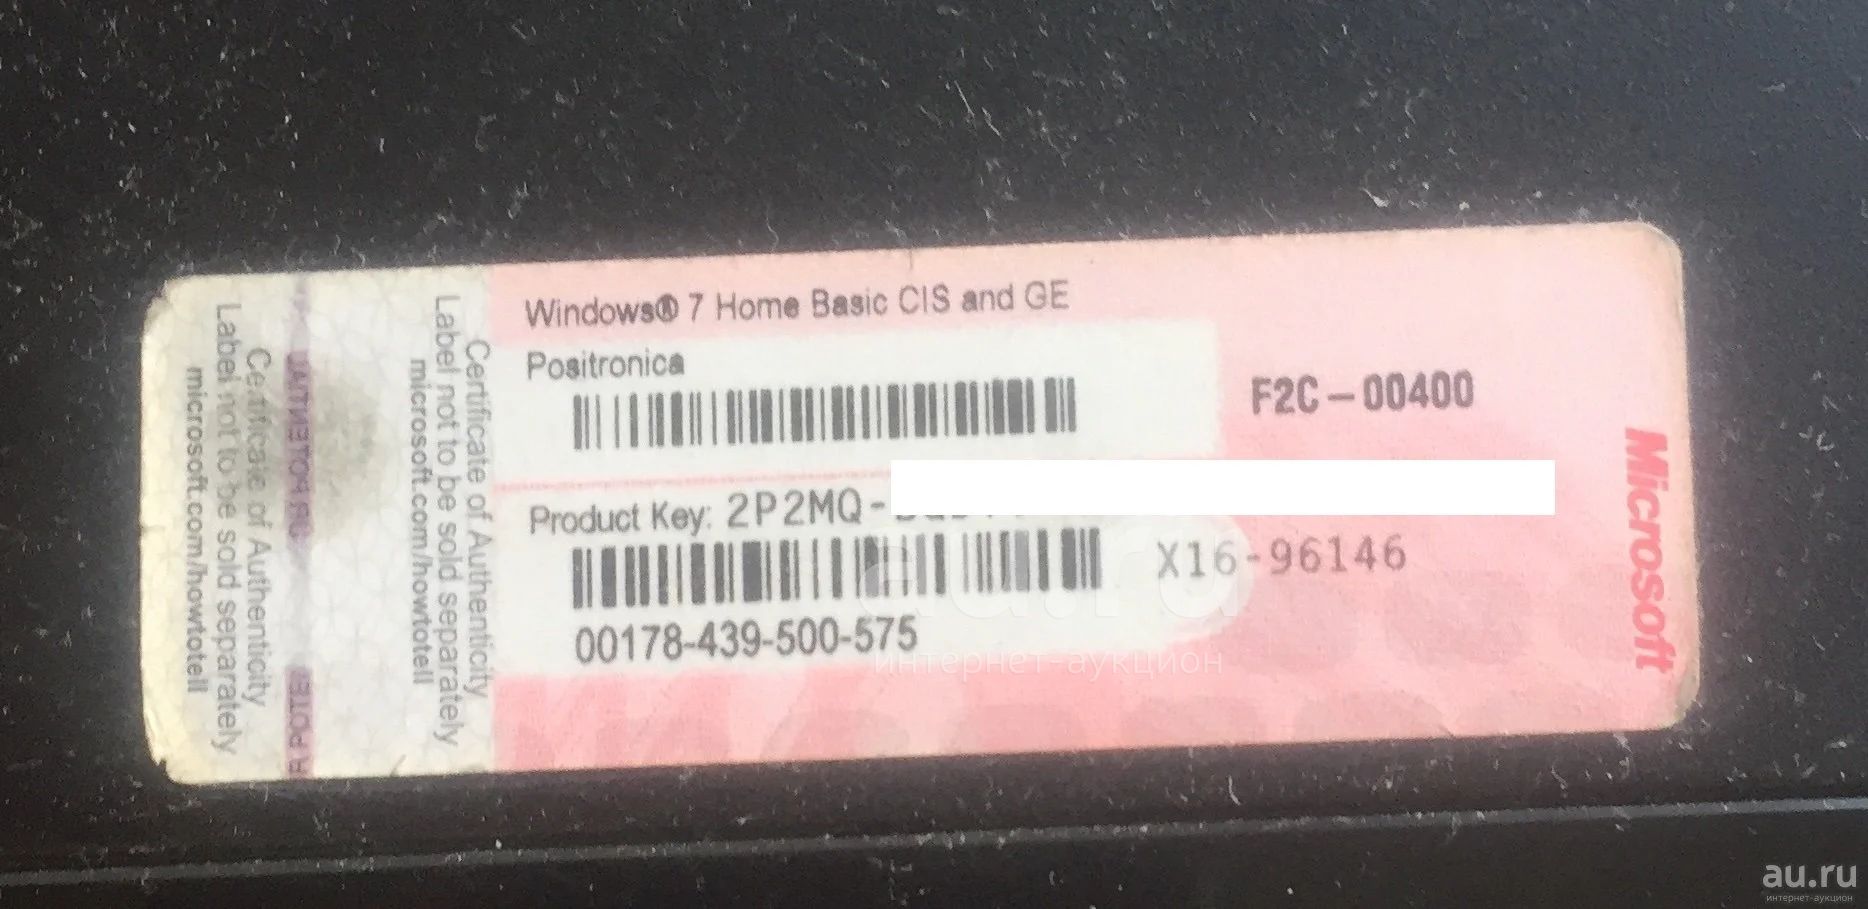 Windows® 7 Home Basic CIS and GE
Positronica
F2C-00400
Product Key: 2P2MQ-
X16-96146
00178-439-500-575
Microsoft
Certificate of Authenticity
Label not to be sold separately
microsoft.com/howtotell
Certificate of Authenticity
Label not to be sold separately
microsoft.com/howtotell
au.ru
интернет-аукцион
au.ru
интернет-аукцион